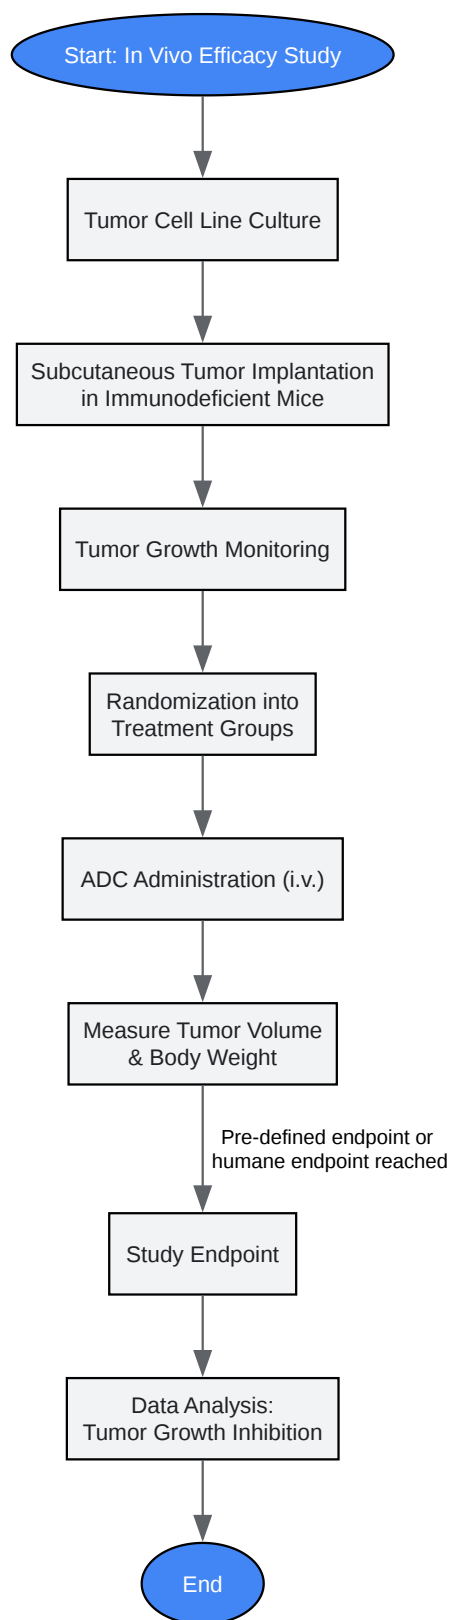 Start: In Vivo Efficacy Study
Tumor Cell Line Culture
Subcutaneous Tumor Implantation
in Immunodeficient Mice
Tumor Growth Monitoring
Randomization into
Treatment Groups
ADC Administration (i.v.)
Measure Tumor Volume
& Body Weight
Pre-defined endpoint or
humane endpoint reached
Study Endpoint
Data Analysis:
Tumor Growth Inhibition
End